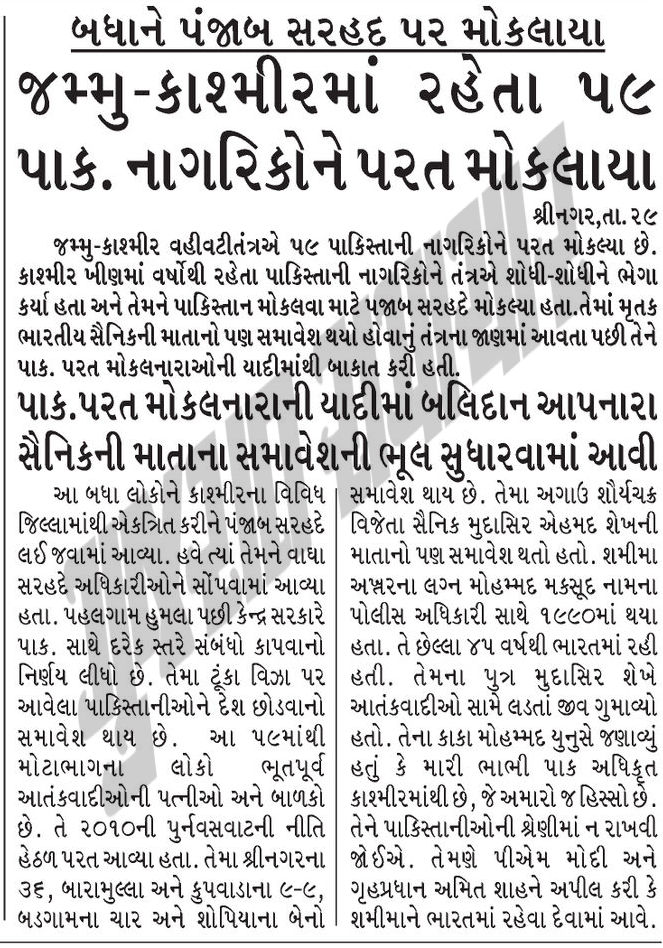 બધાને પંજાબ સરહદ પર મોકલાયા
જમ્મુ-કાશ્મીરમાં રહેતા ૫૯
પાક. નાગરિકોને પરત મોકલાયા
શ્રીનગર,તા.૨૯
જમ્મુ-કાશ્મીર વહીવટીતંત્રએ ૫૯ પાકિસ્તાની નાગરિકોને પરત મોકલ્યા છે.
કાશ્મીર ખીણમાં વર્ષોથી રહેતા પાકિસ્તાની નાગરિકોને તંત્રએ શોધી-શોધીને ભેગા
કર્યા હતા અને તેમને પાકિસ્તાન મોકલવા માટે પંજાબ સરહદે મોકલ્યા હતા.તેમાં મૃતક
ભારતીય સૈનિકની માતાનો પણ સમાવેશ થયો હોવાનું તંત્રના જાણમાં આવતા પછી તેને
પાક. પરત મોકલનારાઓની યાદીમાંથી બાકાત કરી હતી.
પાક.પરત મોકલનારાની યાદીમાં બલિદાન આપનારા
સૈનિકની માતાના સમાવેશની ભૂલ સુધારવામાં આવી
આ બધા લોકોને કાશ્મીરના વિવિધ
જિલ્લામાંથી એકત્રિત કરીને પંજાબ સરહદે
લઈ જવામાં આવ્યા. હવે ત્યાં તેમને વાઘા
સરહદે અધિકારીઓને સોંપવામાં આવ્યા
હતા. પહલગામ હુમલા પછી કેન્દ્ર સરકારે
પાક. સાથે દરેક સ્તરે સંબંધો કાપવાનો
નિર્ણય લીધો છે. તેમા ટૂંકા વિઝા પર
આવેલા પાકિસ્તાનીઓને દેશ છોડવાનો
સમાવેશ થાય છે. આ ૫૯માંથી
મોટાભાગના લોકો ભૂતપૂર્વ
આતંકવાદીઓની પત્નીઓ અને બાળકો
છે. તે ૨૦૧૦ની પુર્નવસવાટની નીતિ
હેઠળ પરત આવ્યા હતા. તેમા શ્રીનગરના
૩૬, બારામુલ્લા અને કુપવાડાના ૯-૯,
બડગામના ચાર અને શોપિયાના બેનો
સમાવેશ થાય છે. તેમા અગાઉ શૌર્યચક્ર
વિજેતા સૈનિક મુદાસિર એહમદ શેખની
માતાનો પણ સમાવેશ થતો હતો. શમીમા
અખ્તરના લગ્ન મોહમ્મદ મકસૂદ નામના
પોલીસ અધિકારી સાથે ૧૯૯૦માં થયા
હતા. તે છેલ્લા ૪૫ વર્ષથી ભારતમાં રહી
હતી. તેમના પુત્ર મુદાસિર શેખે
આતંકવાદીઓ સામે લડતાં જીવ ગુમાવ્યો
હતો. તેના કાકા મોહમ્મદ યુનુસે જણાવ્યું
હતું કે મારી ભાભી પાક અધિકૃત
કાશ્મીરમાંથી છે, જે અમારો જ હિસ્સો છે.
તેને પાકિસ્તાનીઓની શ્રેણીમાં ન રાખવી
જોઈએ. તેમણે પીએમ મોદી અને
ગૃહપ્રધાન અમિત શાહને અપીલ કરી કે
શમીમાને ભારતમાં રહેવા દેવામાં આવે.
ગુજરાત સમાચાર